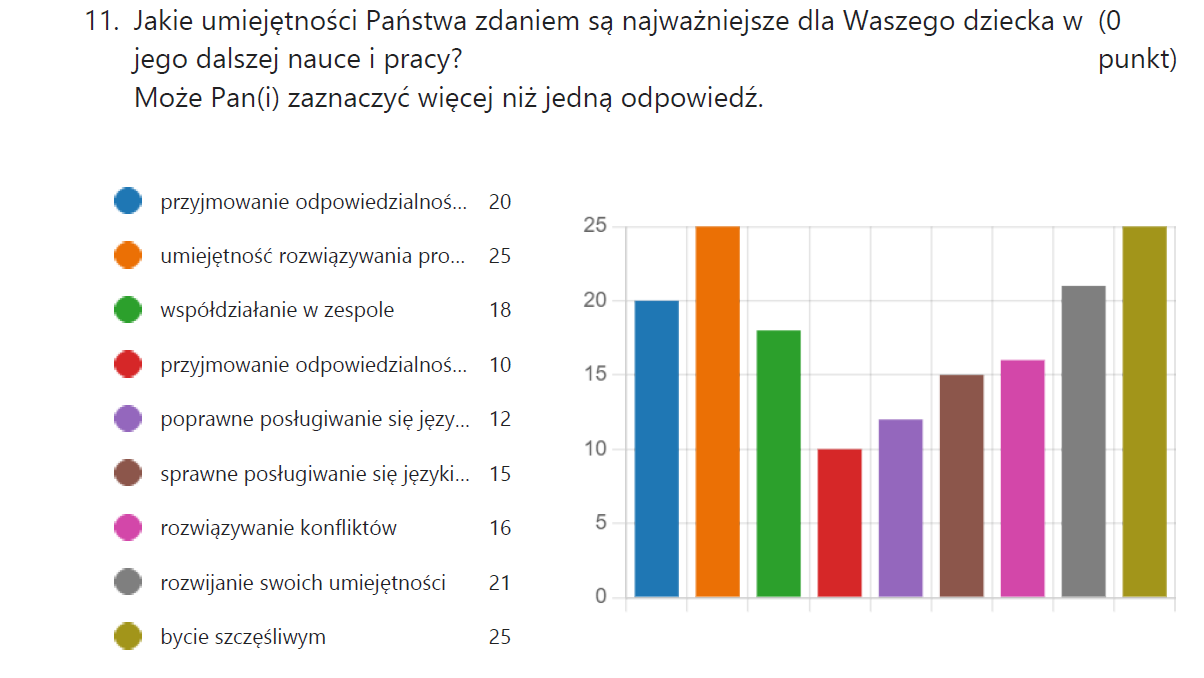 11. Jakie umiejętności Państwa zdaniem są najważniejsze dla Waszego dziecka w (0
jego dalszej nauce i pracy? punkt)
Może Pan(i) zaznaczyć więcej niż jedną odpowiedź.
przyjmowanie odpowiedzialnoś... 20
umiejętność rozwiązywania pro... 25
współdziałanie w zespole 18
przyjmowanie odpowiedzialnoś... 10
poprawne posługiwanie się języ... 12
sprawne posługiwanie się języki... 15
rozwiązywanie konfliktów 16
rozwijanie swoich umiejętności 21
bycie szczęśliwym 25
25
20
15
10
5
0